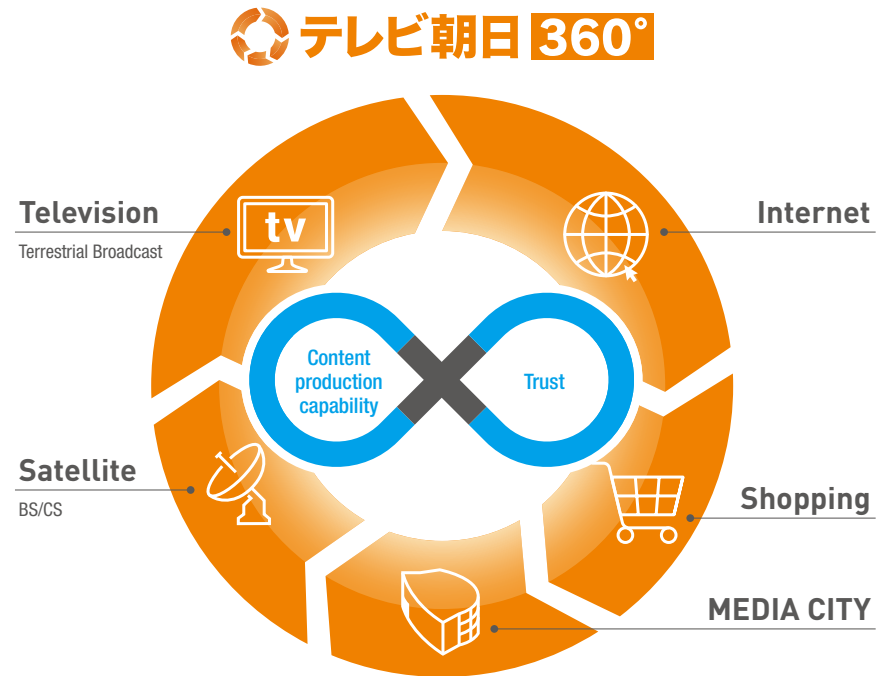 テレビ朝日 360°
Television
Terrestrial Broadcast
tv
Internet
Content
production
capability
Trust
Satellite
BS/CS
Shopping
MEDIA CITY